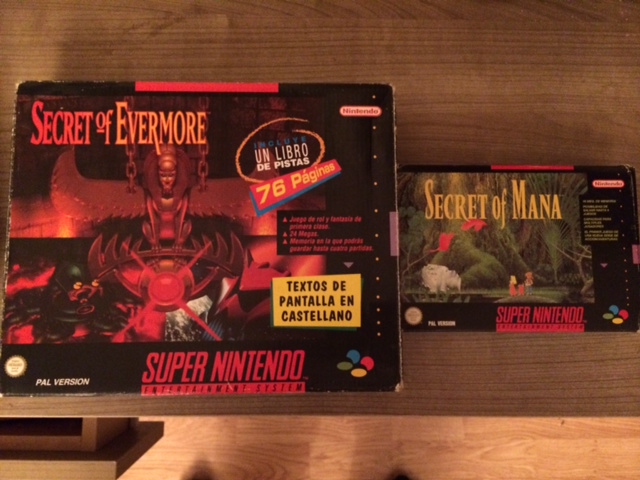 SECRET of EVERMORE
Nintendo
INCLUYE
UN LIBRO
DE PISTAS
76 Páginas
▲ Juego de rol y fantasía de
primera clase.
▲ 24 Megas.
▲ Memoria en la que podrás
guardar hasta cuatro partidas.
TEXTOS DE
PANTALLA EN
CASTELLANO
PAL VERSION
SUPER NINTENDO
ENTERTAINMENT SYSTEM
Nintendo
SECRET of MANA
PAL VERSION
SUPER NINTENDO
ENTERTAINMENT SYSTEM